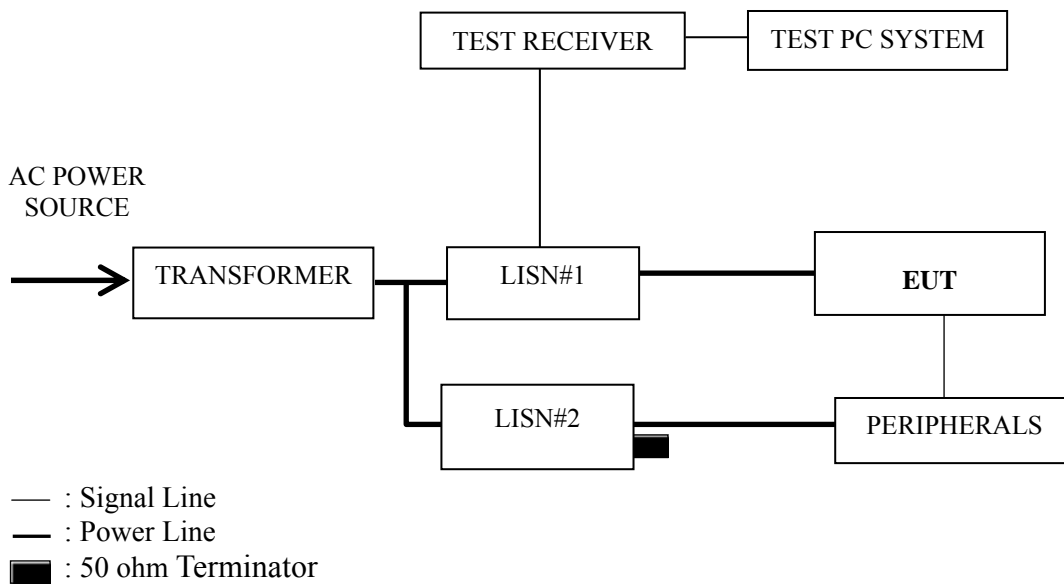 TEST RECEIVER
TEST PC SYSTEM
AC POWER
SOURCE
TRANSFORMER
LISN#1
EUT
LISN#2
PERIPHERALS
: Signal Line
: Power Line
: 50 ohm Terminator